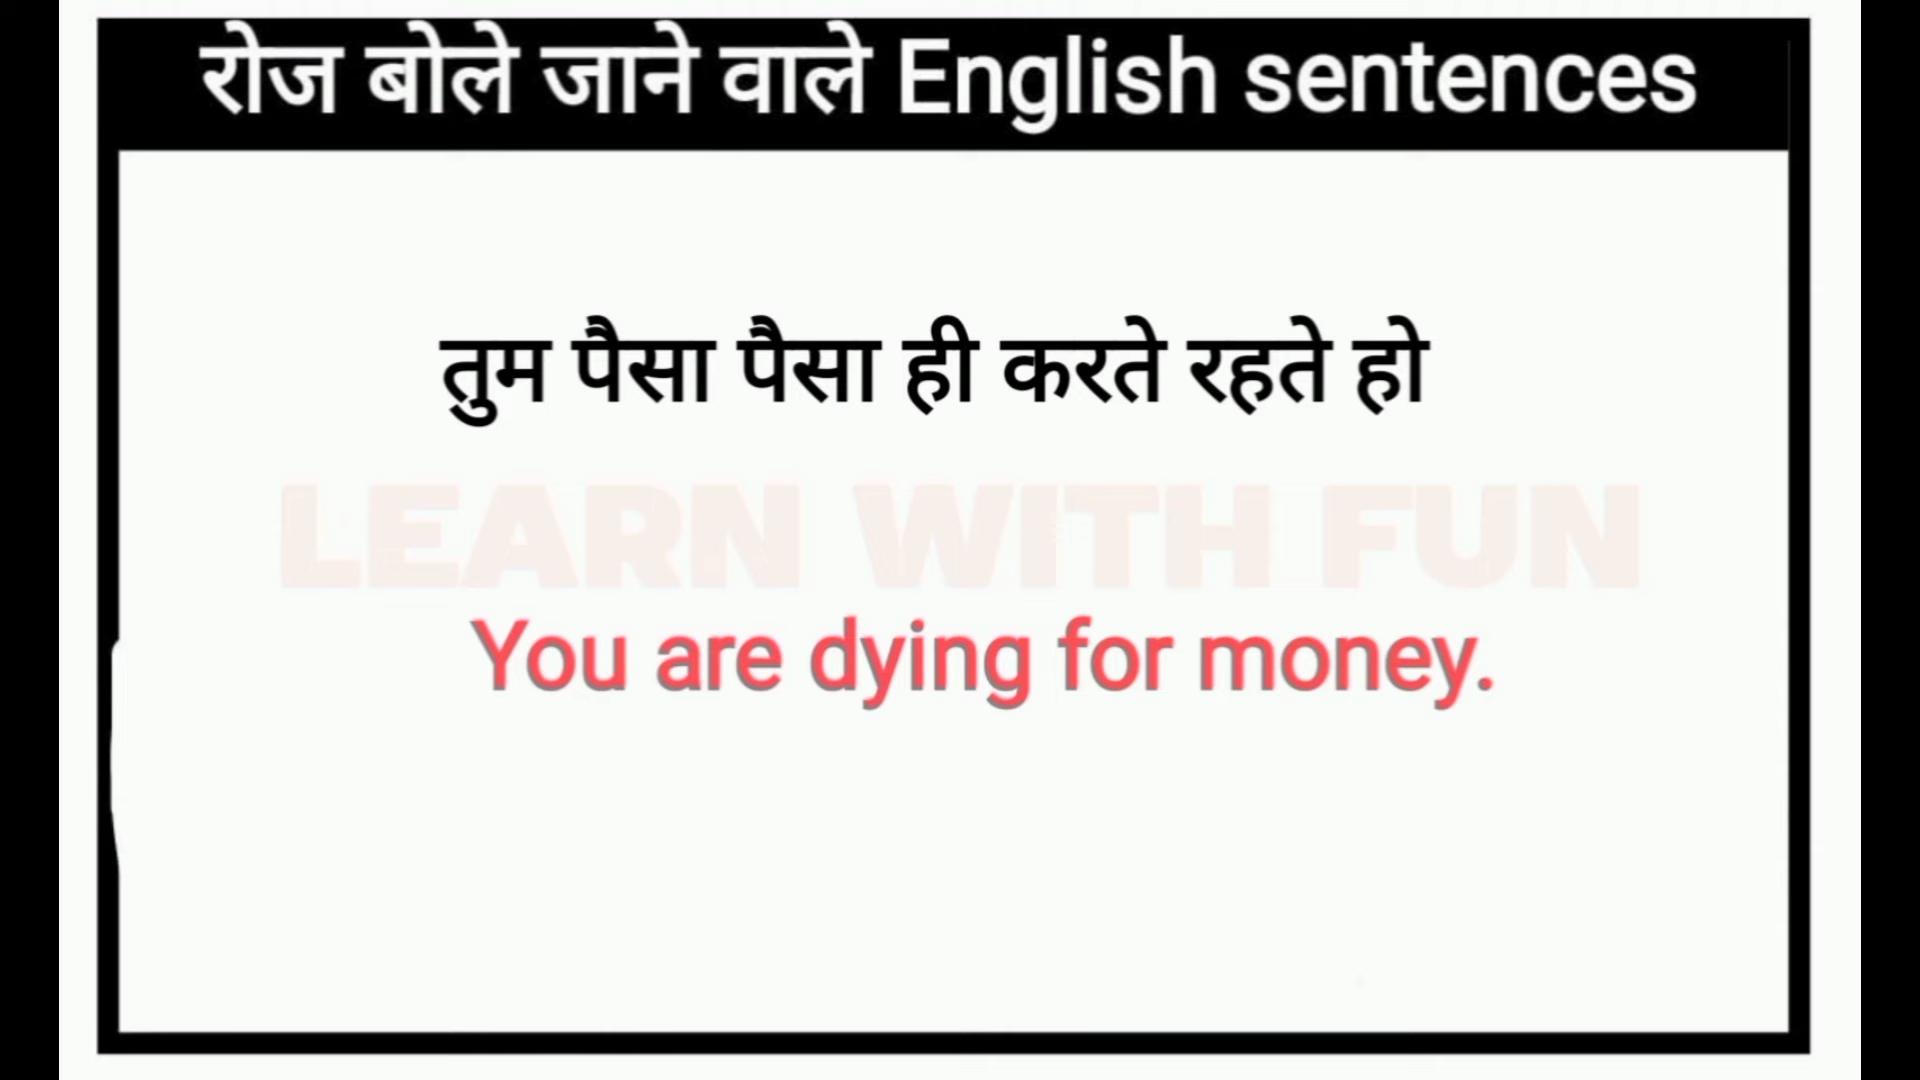 रोज बोले जाने वाले English sentences
तुम पैसा पैसा ही करते रहते हो
LEARN WITH FUN
You are dying for money.